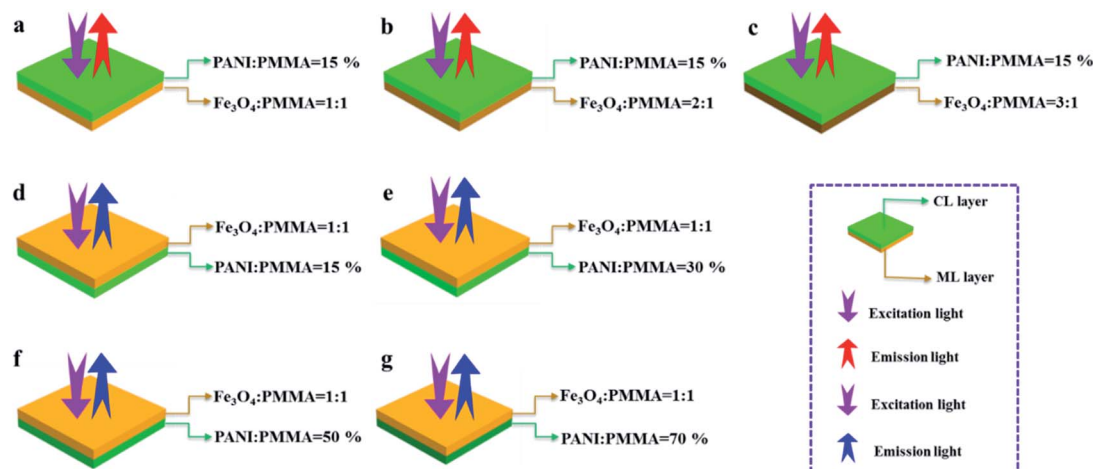 a
PANI:PMMA=15 %
Fe₃O₄:PMMA=1:1
b
PANI:PMMA=15 %
Fe₃O₄:PMMA=2:1
c
PANI:PMMA=15 %
Fe₃O₄:PMMA=3:1
d
Fe₃O₄:PMMA=1:1
PANI:PMMA=15 %
e
Fe₃O₄:PMMA=1:1
PANI:PMMA=30 %
f
Fe₃O₄:PMMA=1:1
PANI:PMMA=50 %
g
Fe₃O₄:PMMA=1:1
PANI:PMMA=70 %
CL layer
ML layer
Excitation light
Emission light
Excitation light
Emission light